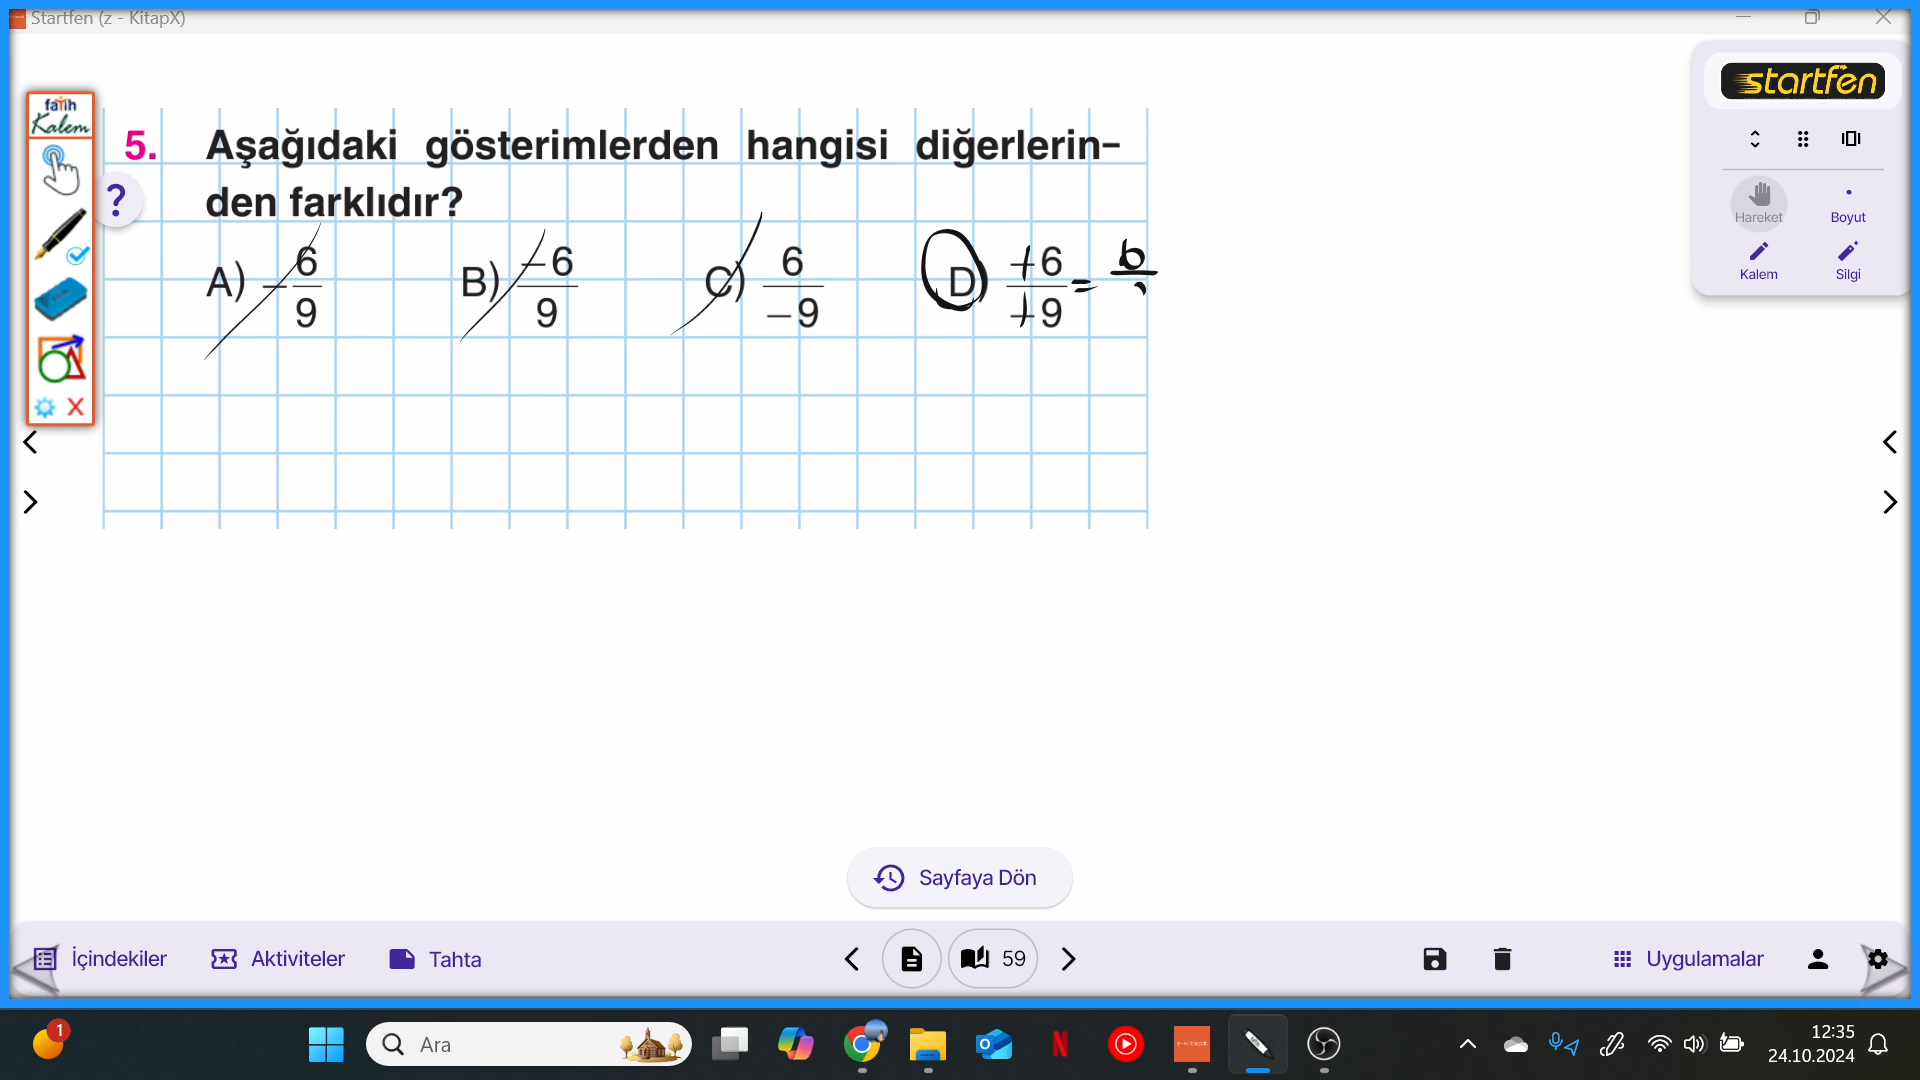 Startfen (z - KitapX)
startfen
fatih
Kalem
5. Aşağıdaki gösterimlerden hangisi diğerlerin-
den farklıdır?
?
A) -6/9 B) -6/9 C) 6/-9 D) -6/-9 = 6/
Hareket Boyut
Kalem Silgi
X
Sayfaya Dön
İçindekiler Aktiviteler Tahta 59 Uygulamalar
1 Ara N z-KitapX 12:35
24.10.2024